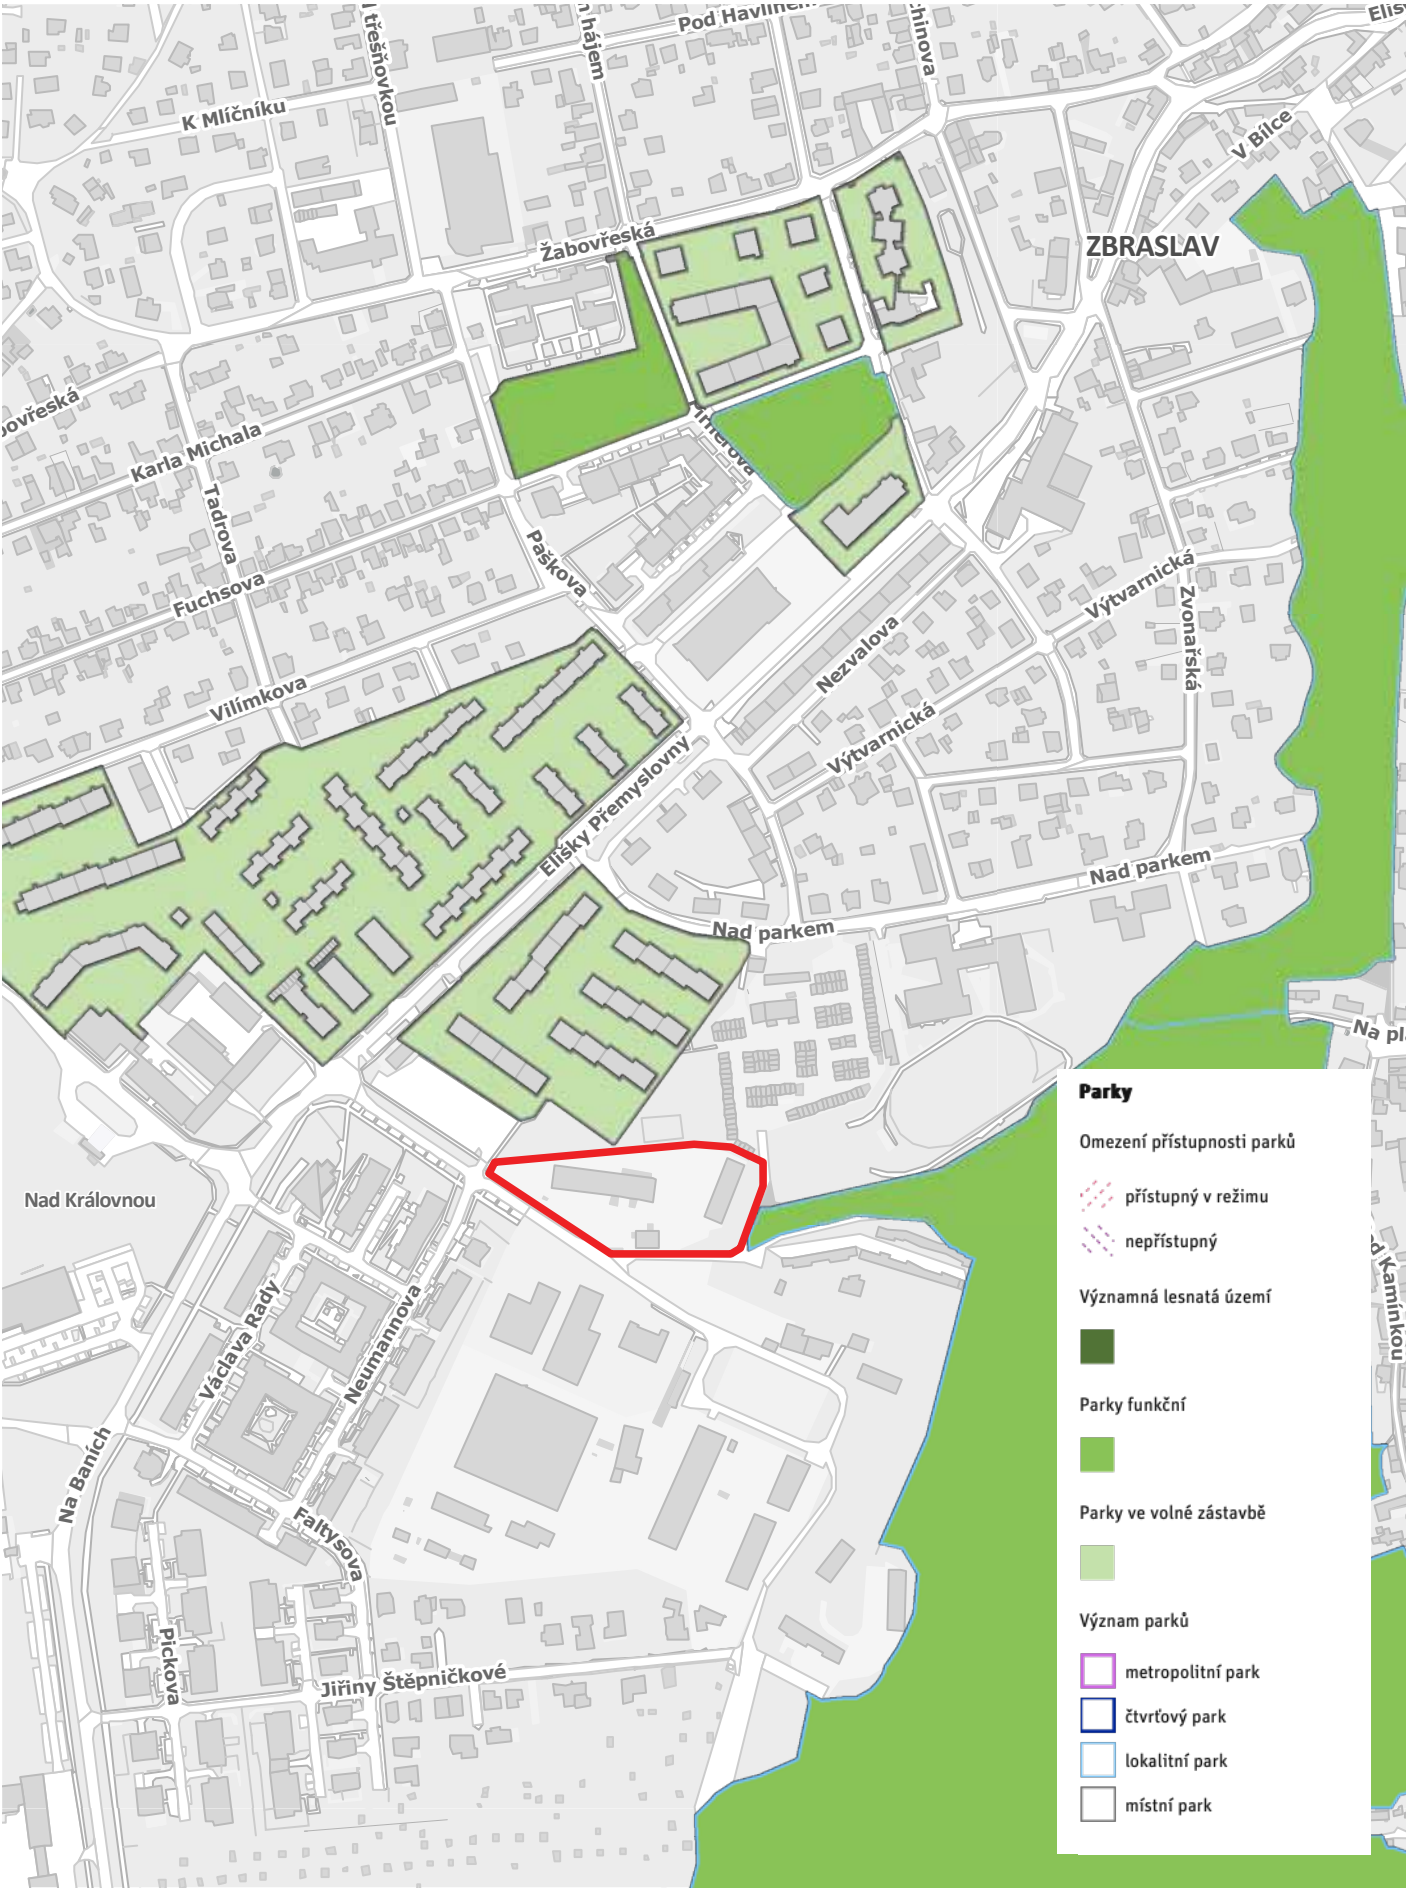 Elis
Pod Havlínem
třešňovkou
hájem
chinova
K Mlíčníku
V Bílce
Žabovřeská
ZBRASLAV
bovřeská
Karla Michala
Tadrova
Paškova
Fuchsova
Výtvarnická
Zvonařská
Nezvalova
Vilímkova
Výtvarnická
Elišky Přemyslovny
Nad parkem
Nad parkem
Na pl
Nad Královnou
Václava Rady
Neumannova
Kamínkou
Na Baních
Faltysova
Pickova
Jiřiny Štěpničkové
Parky
Omezení přístupnosti parků
přístupný v režimu
nepřístupný
Významná lesnatá území
Parky funkční
Parky ve volné zástavbě
Význam parků
metropolitní park
čtvrťový park
lokalitní park
místní park